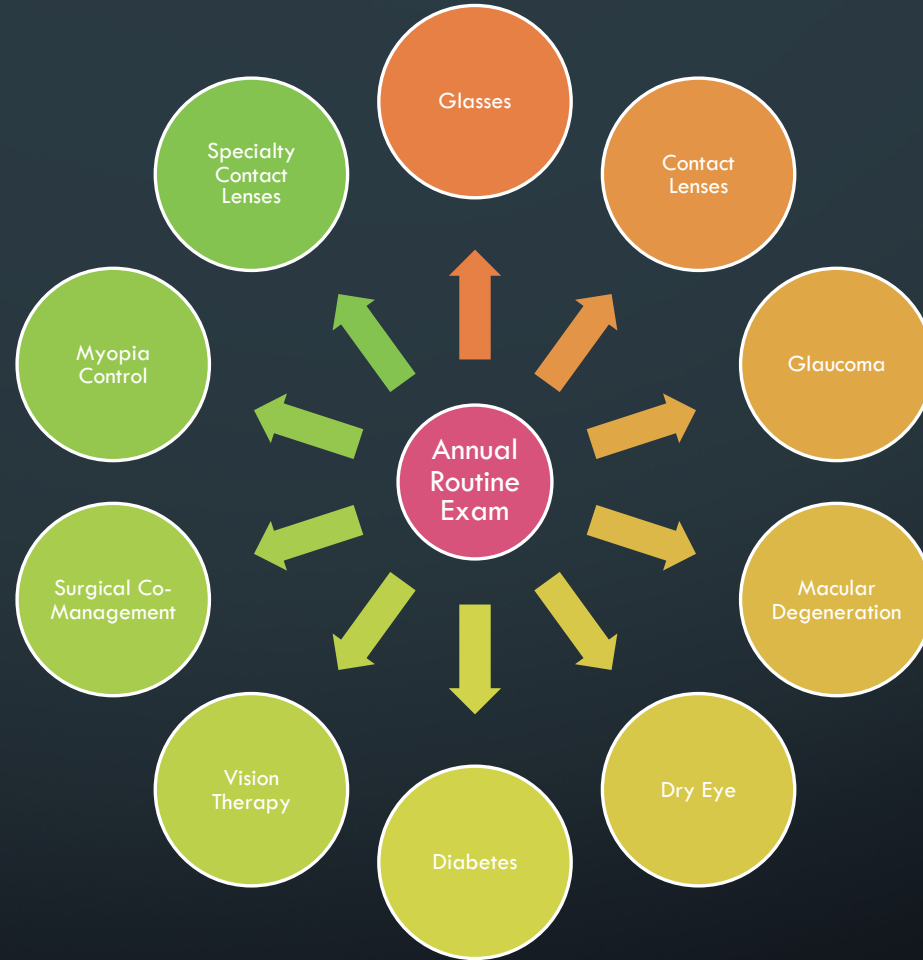 Glasses
Contact
Lenses
Glaucoma
Macular
Degeneration
Dry Eye
Diabetes
Vision
Therapy
Surgical Co-
Management
Myopia
Control
Specialty
Contact
Lenses
Annual
Routine
Exam